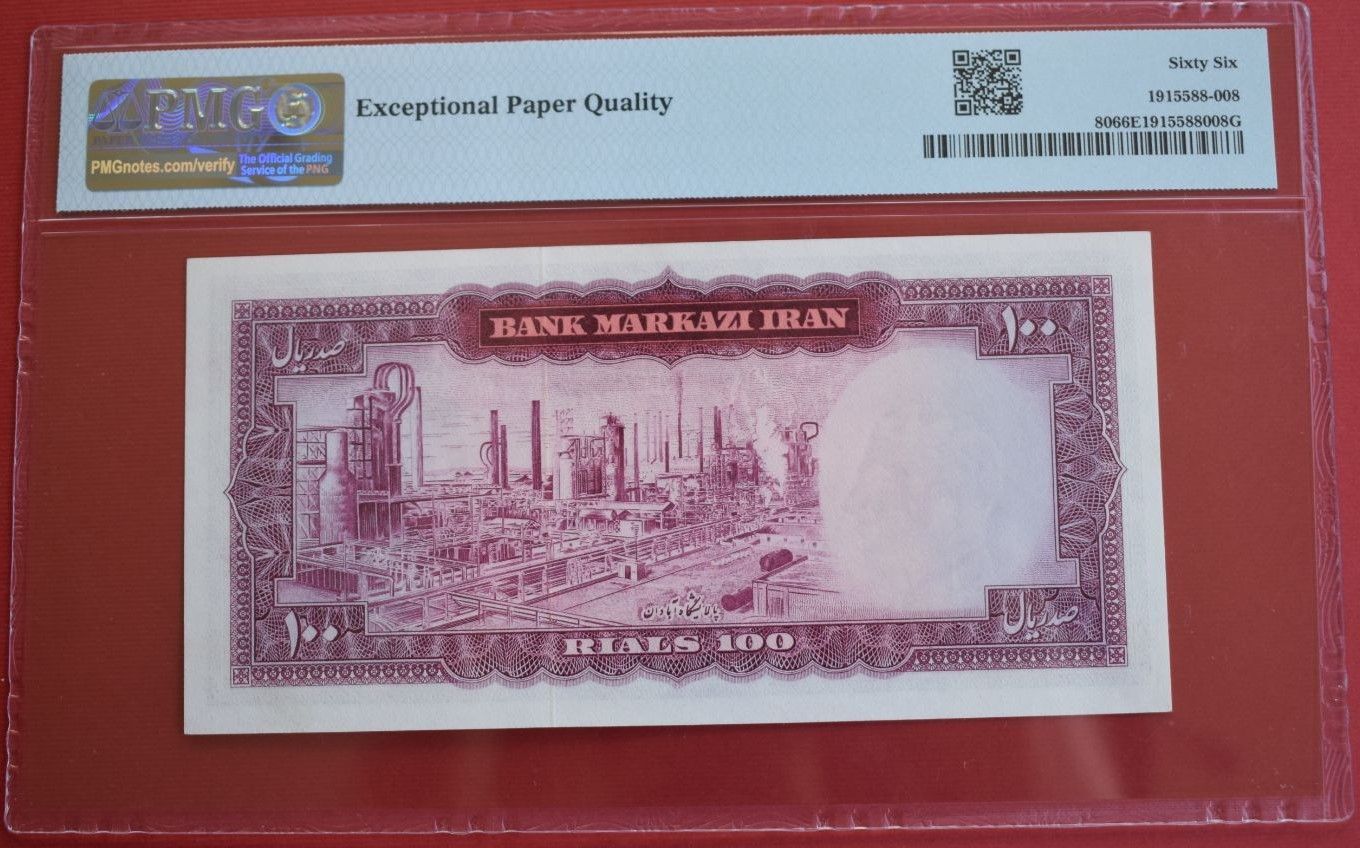 PMG
PMGnotes.com/verify
The Official Grading
Service of the PNG
Exceptional Paper Quality
Sixty Six
1915588-008
8066E1915588008G
BANK MARKAZI IRAN
صد ریال
۱۰۰
پالایشگاه آبادان
۱۰۰
RIALS 100
صد ریال